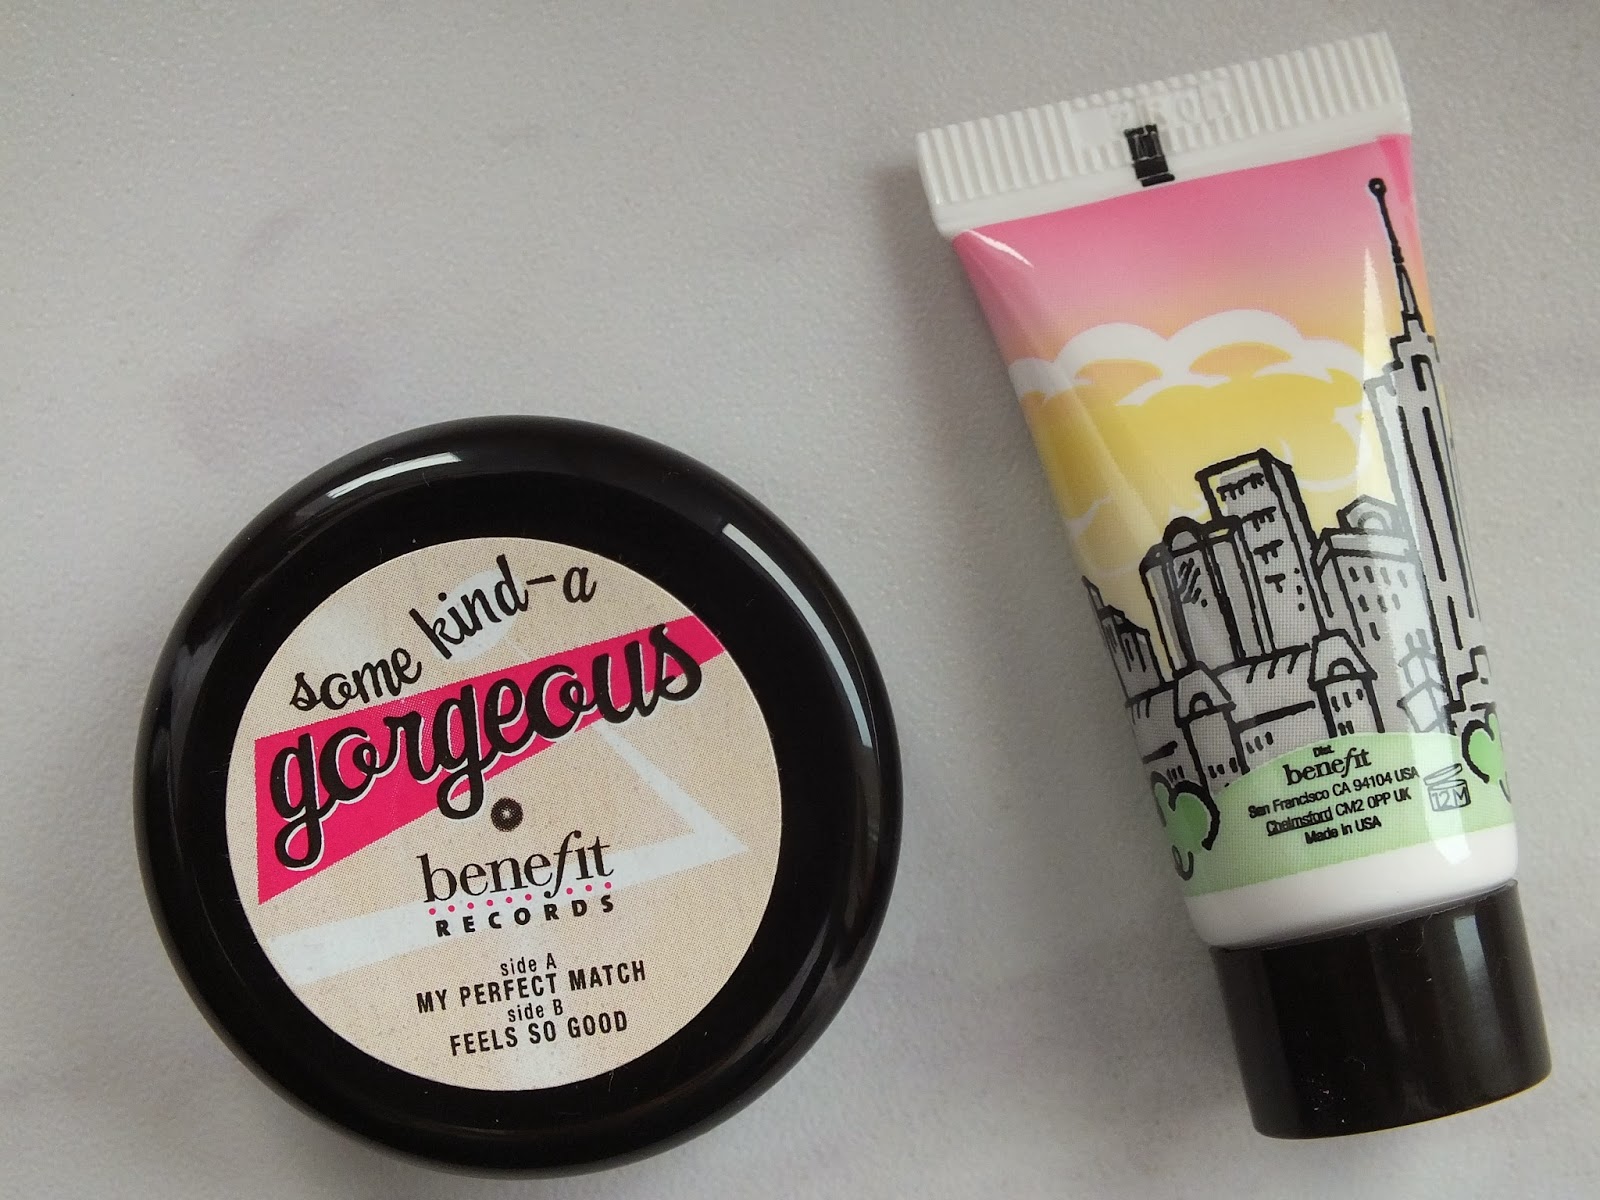 some kind-a
gorgeous
benefit
RECORDS
side A
MY PERFECT MATCH
side B
FEELS SO GOOD
Dist.
benefit
San Francisco CA 94104 USA
Chelmsford CM2 0PP UK
Made in USA
12M